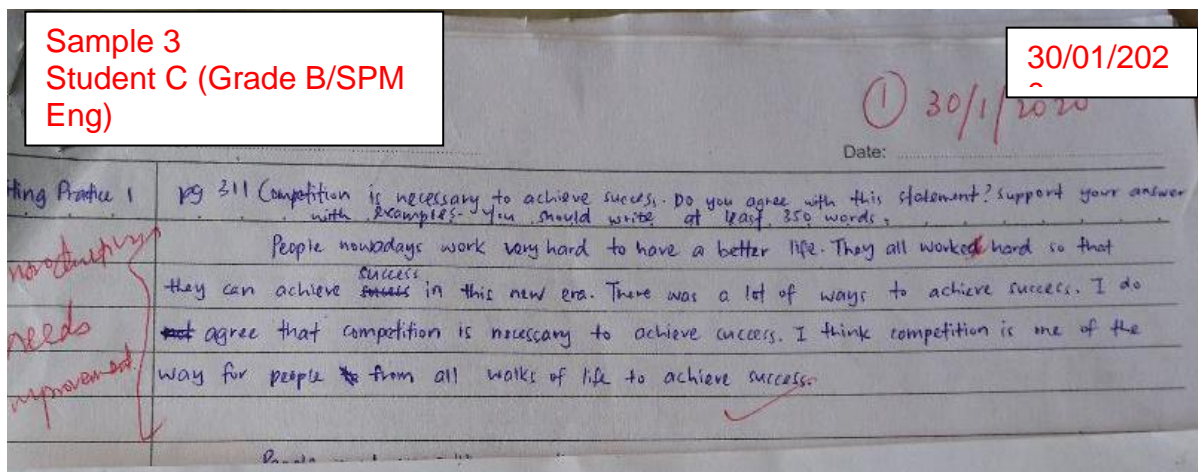 Sample 3
Student C (Grade B/SPM
Eng)
30/01/202
① 30/1/2020
Date:
ting Practice 1
pg 311 Competition is necessary to achieve succes. Do you agree with this statement? Support your answer
with examples. You should write at least 350 words.
People nowadays work very hard to have a better life. They all worked hard so that
success
they can achieve in this new era. There was a lot of ways to achieve success. I do
not agree that competition is necessary to achieve success. I think competition is one of the
way for people to from all walks of life to achieve success.
needs
improvement